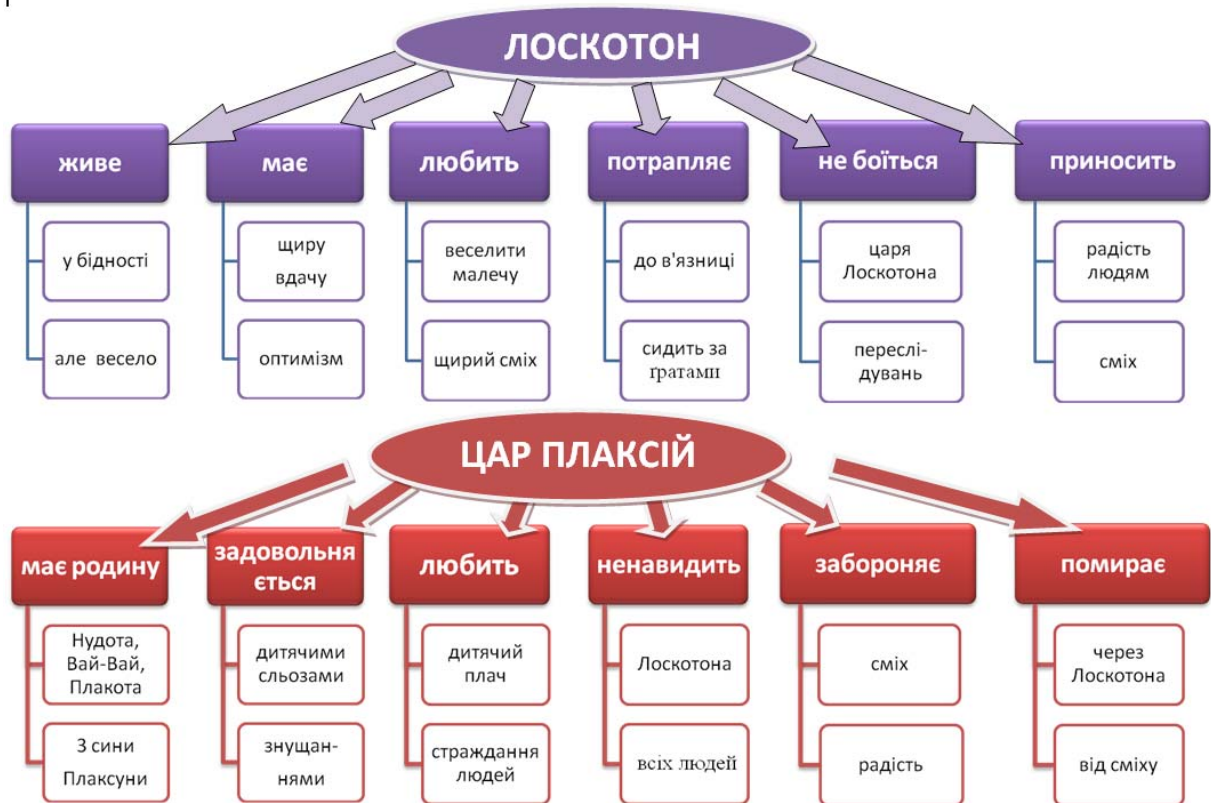 ЛОСКОТОН
живе
має
любить
потрапляє
не боїться
приносить
у бідності
щиру
вдачу
веселити
малечу
до в'язниці
царя
Лоскотона
радість
людям
але весело
оптимізм
щирий сміх
сидить за
ґратами
переслі-
дувань
сміх
ЦАР ПЛАКСІЙ
має родину
задовольня
ється
любить
ненавидить
забороняє
помирає
Нудота,
Вай-Вай,
Плакота
дитячими
сльозами
дитячий
плач
Лоскотона
сміх
через
Лоскотона
3 сини
Плаксуни
знущан-
нями
страждання
людей
всіх людей
радість
від сміху